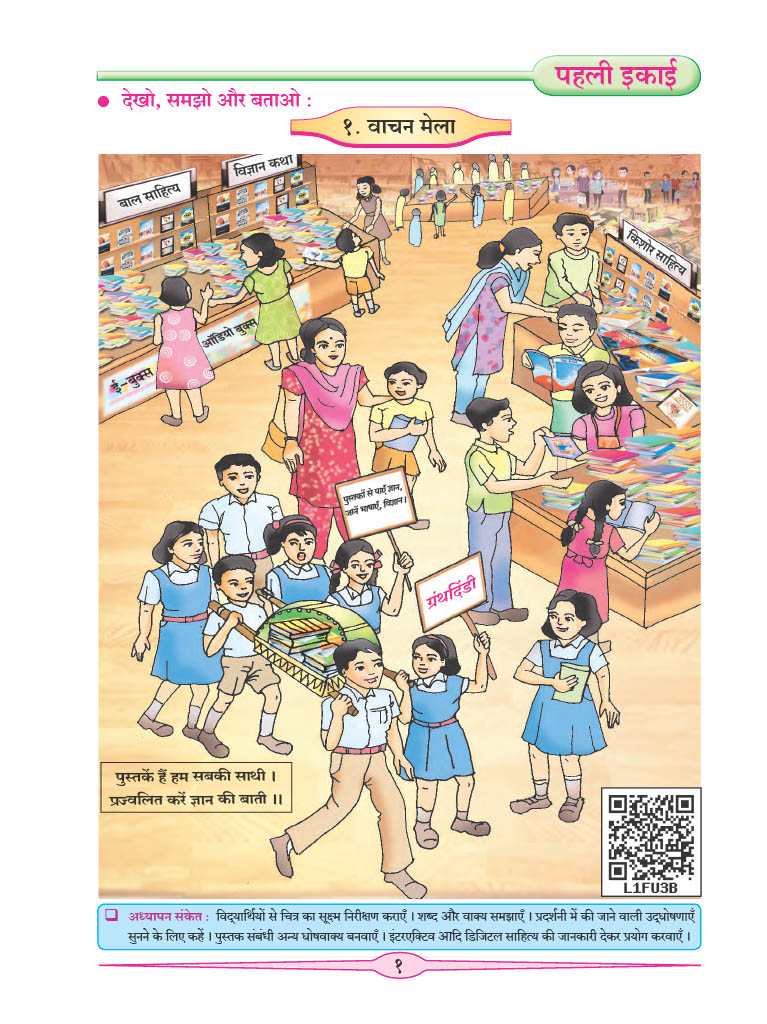 पहली इकाई
● देखो, समझो और बताओ :
१. वाचन मेला
बाल साहित्य
विज्ञान कथा
किशोर साहित्य
ऑडियो बुक्स
ई-बुक्स
पुस्तकों से पाएँ ज्ञान,
जानें भाषाएँ, विज्ञान ।
ग्रंथदिंडी
पुस्तकें हैं हम सबकी साथी ।
प्रज्वलित करें ज्ञान की बाती ।।
L1FU3B
❑ अध्यापन संकेत : विद्यार्थियों से चित्र का सूक्ष्म निरीक्षण कराएँ । शब्द और वाक्य समझाएँ । प्रदर्शनी में की जाने वाली उद्घोषणाएँ
सुनने के लिए कहें । पुस्तक संबंधी अन्य घोषवाक्य बनवाएँ । इंटरएक्टिव आदि डिजिटल साहित्य की जानकारी देकर प्रयोग करवाएँ ।
१